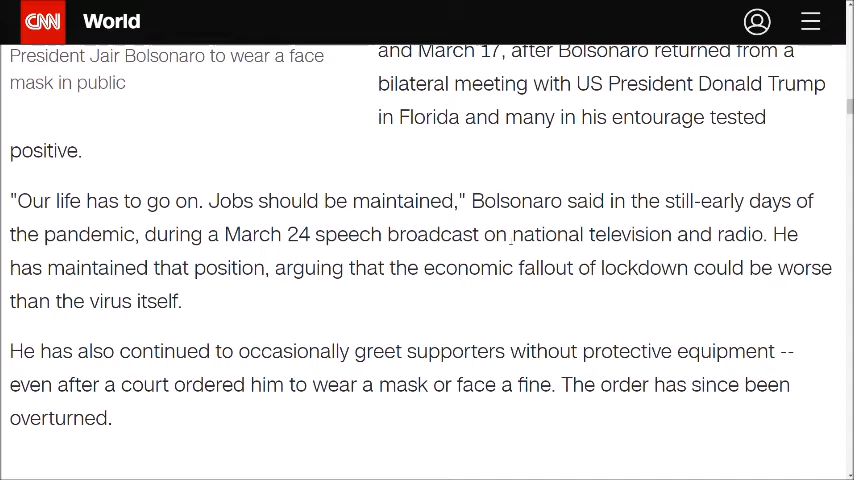 CNN World
President Jair Bolsonaro to wear a face
mask in public
and March 17, after Bolsonaro returned from a
bilateral meeting with US President Donald Trump
in Florida and many in his entourage tested
positive.
"Our life has to go on. Jobs should be maintained," Bolsonaro said in the still-early days of
the pandemic, during a March 24 speech broadcast on national television and radio. He
has maintained that position, arguing that the economic fallout of lockdown could be worse
than the virus itself.
He has also continued to occasionally greet supporters without protective equipment --
even after a court ordered him to wear a mask or face a fine. The order has since been
overturned.